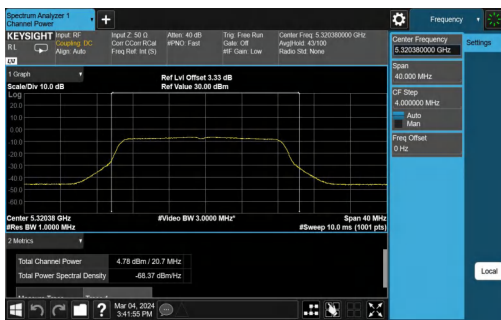 Spectrum Analyzer 1
Channel Power
+
Frequency
KEYSIGHT
RL
Input: RF
Coupling: DC
Align: Auto
Input Z: 50 Ω
Corr CCorr RCal
Freq Ref: Int (S)
Atten: 40 dB
#PNO: Fast
Trig: Free Run
Gate: Off
#IF Gain: Low
Center Freq: 5.320380000 GHz
Avg|Hold: 43/100
Radio Std: None
LXI
1 Graph
Scale/Div 10.0 dB
Ref Lvl Offset 3.33 dB
Ref Value 30.00 dBm
Log
20.0
10.0
0.00
-10.0
-20.0
-30.0
-40.0
-50.0
-60.0
Center 5.32038 GHz
#Res BW 1.0000 MHz
#Video BW 3.0000 MHz*
Span 40 MHz
#Sweep 10.0 ms (1001 pts)
2 Metrics
Total Channel Power 4.78 dBm / 20.7 MHz
Total Power Spectral Density -68.37 dBm/Hz
?
Mar 04, 2024
3:41:55 PM
Center Frequency
5.320380000 GHz
Span
40.000 MHz
CF Step
4.000000 MHz
Auto
Man
Freq Offset
0 Hz
Settings
Local